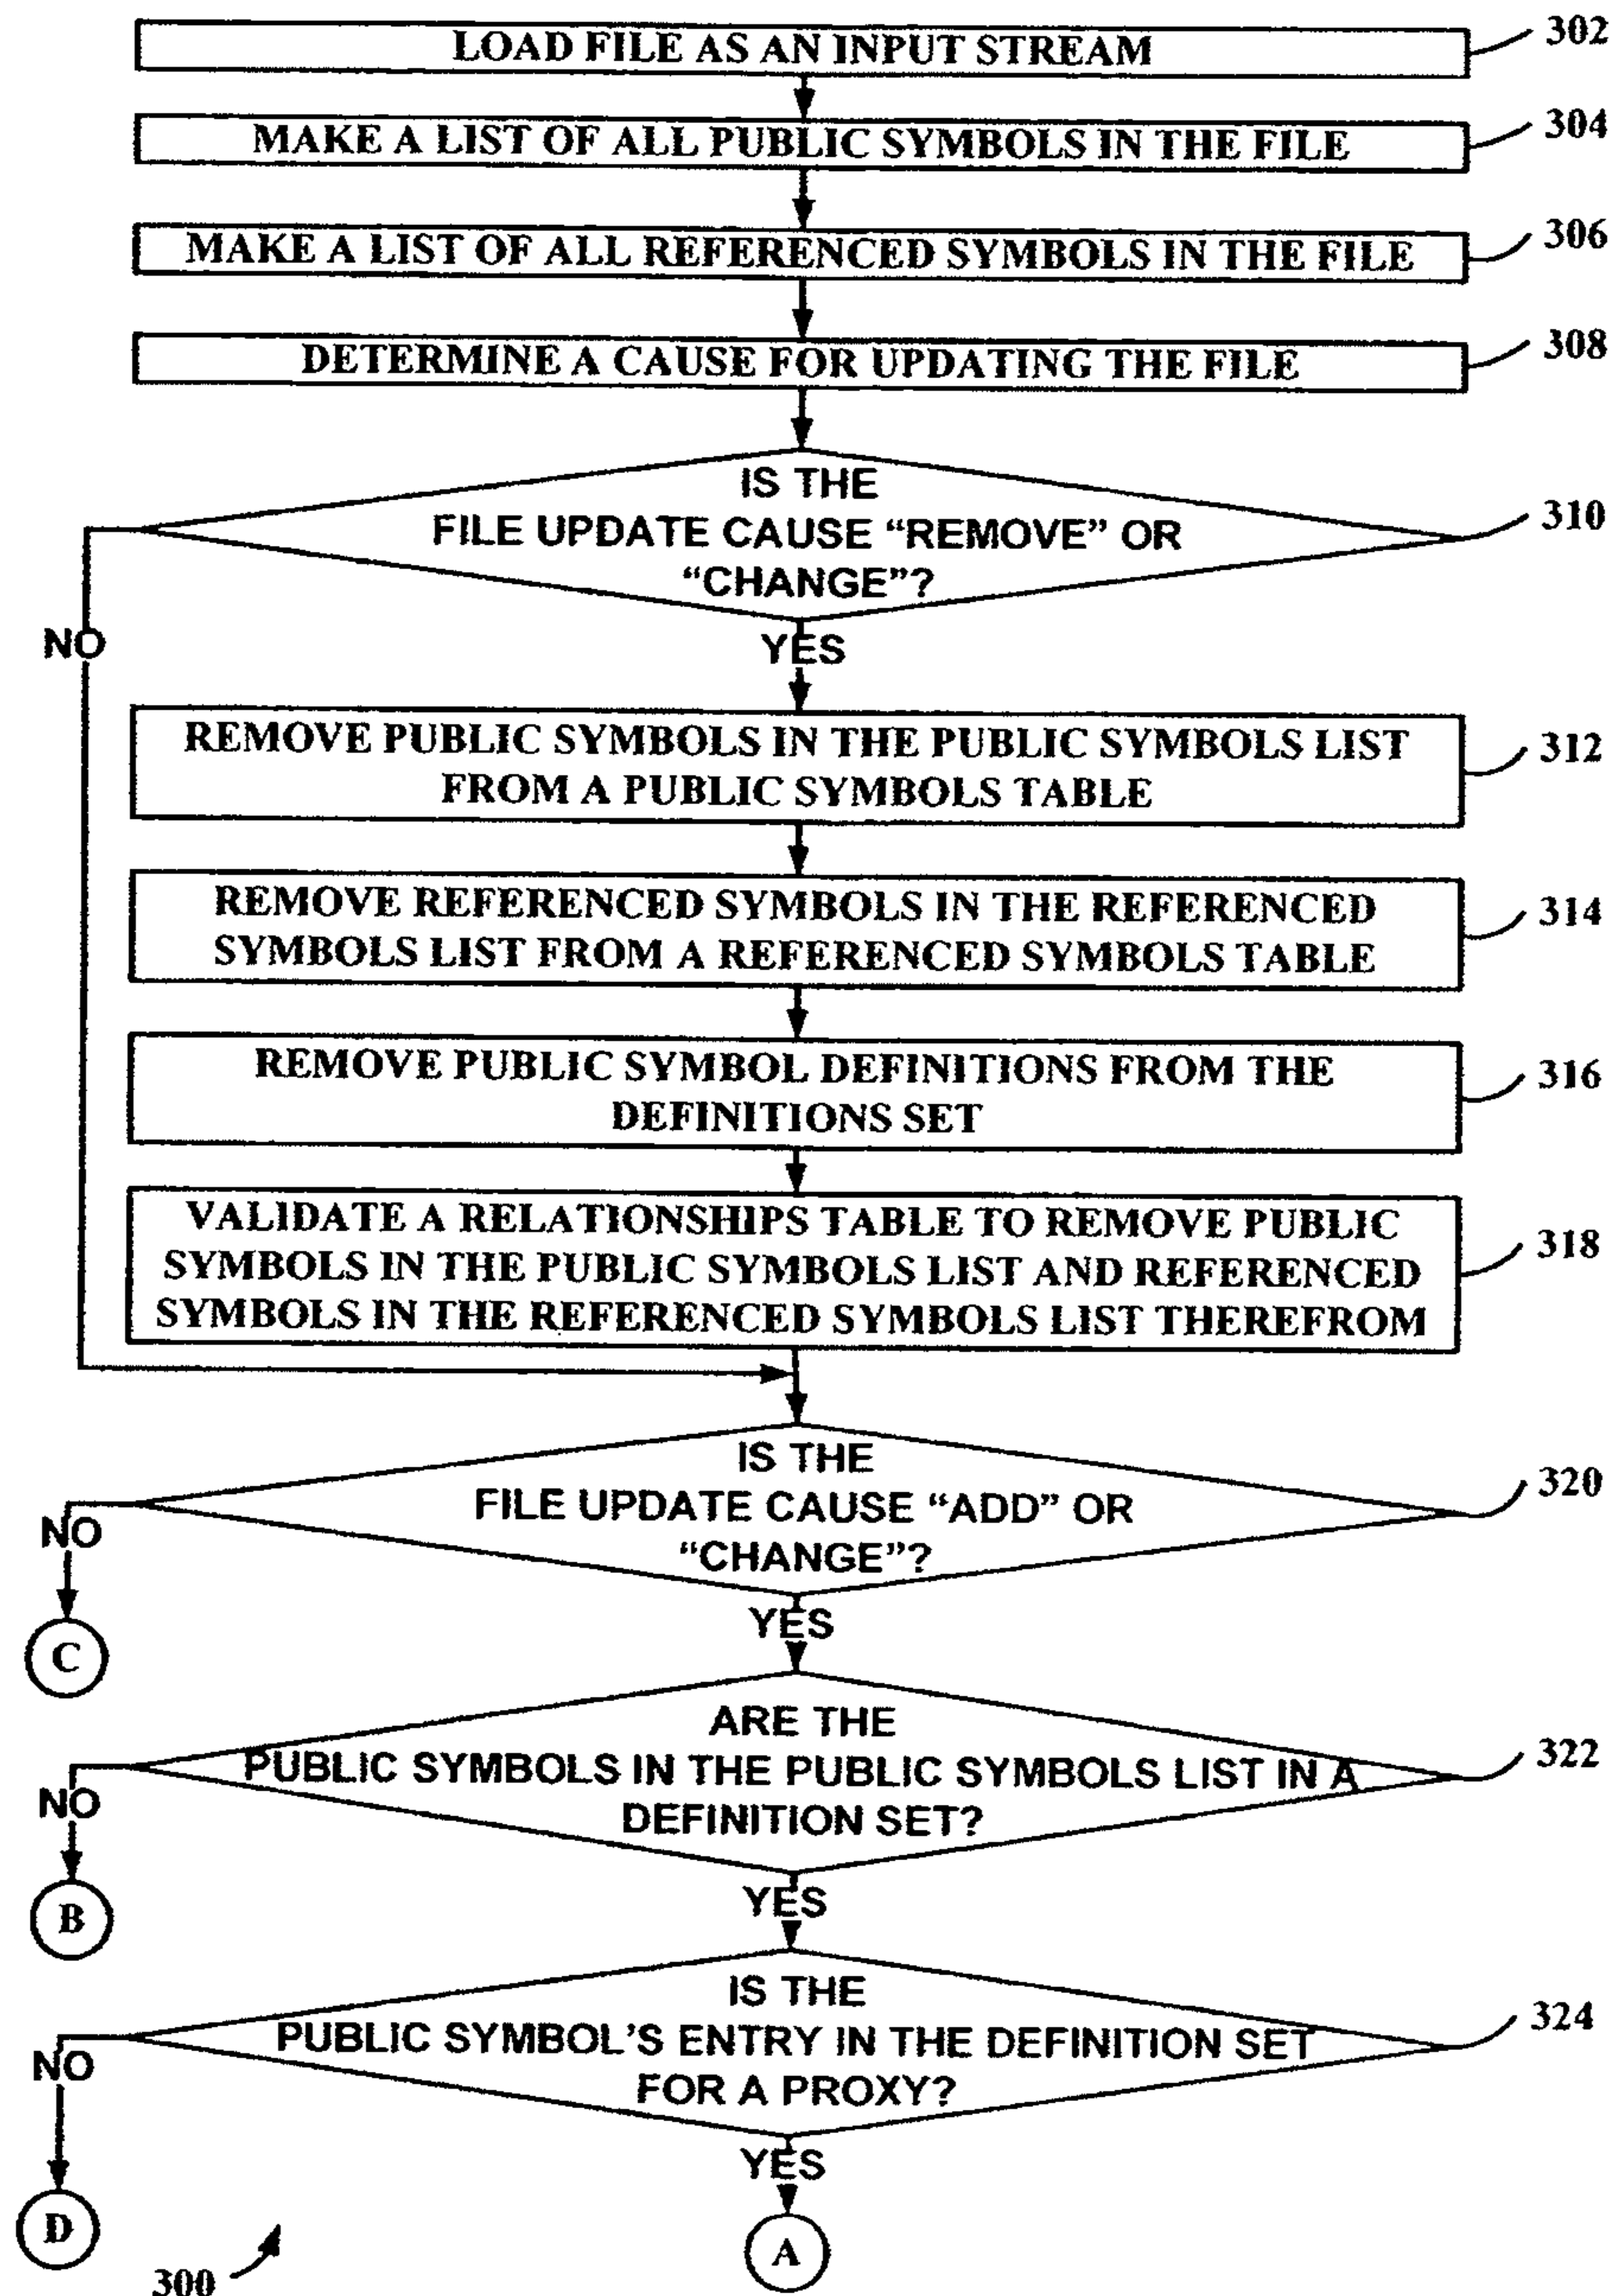 LOAD FILE AS AN INPUT STREAM
302
MAKE A LIST OF ALL PUBLIC SYMBOLS IN THE FILE
304
MAKE A LIST OF ALL REFERENCED SYMBOLS IN THE FILE
306
DETERMINE A CAUSE FOR UPDATING THE FILE
308
IS THE
FILE UPDATE CAUSE “REMOVE” OR
“CHANGE”?
310
NO
YES
REMOVE PUBLIC SYMBOLS IN THE PUBLIC SYMBOLS LIST
FROM A PUBLIC SYMBOLS TABLE
312
REMOVE REFERENCED SYMBOLS IN THE REFERENCED
SYMBOLS LIST FROM A REFERENCED SYMBOLS TABLE
314
REMOVE PUBLIC SYMBOL DEFINITIONS FROM THE
DEFINITIONS SET
316
VALIDATE A RELATIONSHIPS TABLE TO REMOVE PUBLIC
SYMBOLS IN THE PUBLIC SYMBOLS LIST AND REFERENCED
SYMBOLS IN THE REFERENCED SYMBOLS LIST THEREFROM
318
IS THE
FILE UPDATE CAUSE “ADD” OR
“CHANGE”?
320
NO
C
YES
ARE THE
PUBLIC SYMBOLS IN THE PUBLIC SYMBOLS LIST IN A
DEFINITION SET?
322
NO
B
YES
IS THE
PUBLIC SYMBOL’S ENTRY IN THE DEFINITION SET
FOR A PROXY?
324
NO
D
YES
A
300